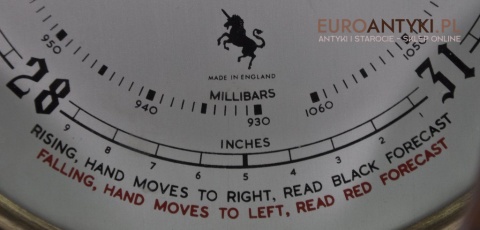 EUROANTYKI.PL
ANTYKI I STAROCIE - SKLEP ONLINE
MADE IN ENGLAND
MILLIBARS
950
940
930
1060
1050
28
31
INCHES
9
8
7
6
5
4
3
2
1
RISING, HAND MOVES TO RIGHT, READ BLACK FORECAST
FALLING, HAND MOVES TO LEFT, READ RED FORECAST